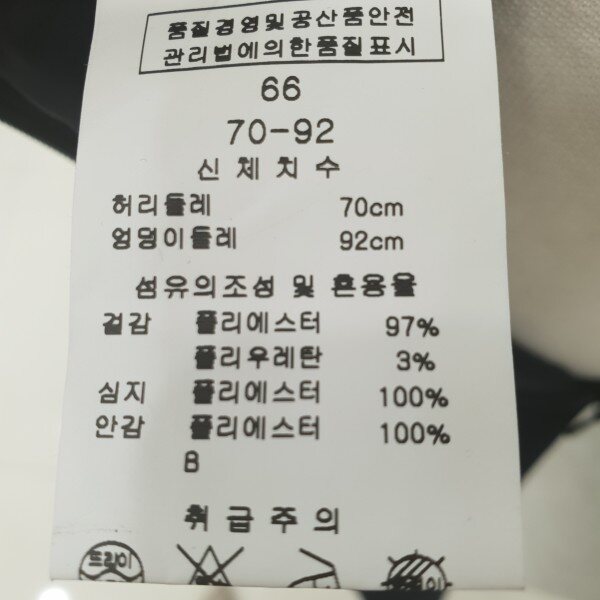 품질경영및공산품안전
관리법에의한품질표시
66
70-92
신체치수
허리둘레 70cm
엉덩이둘레 92cm
섬유의조성 및 혼용율
겉감 폴리에스터 97%
폴리우레탄 3%
심지 폴리에스터 100%
안감 폴리에스터 100%
B
취급주의
드라이